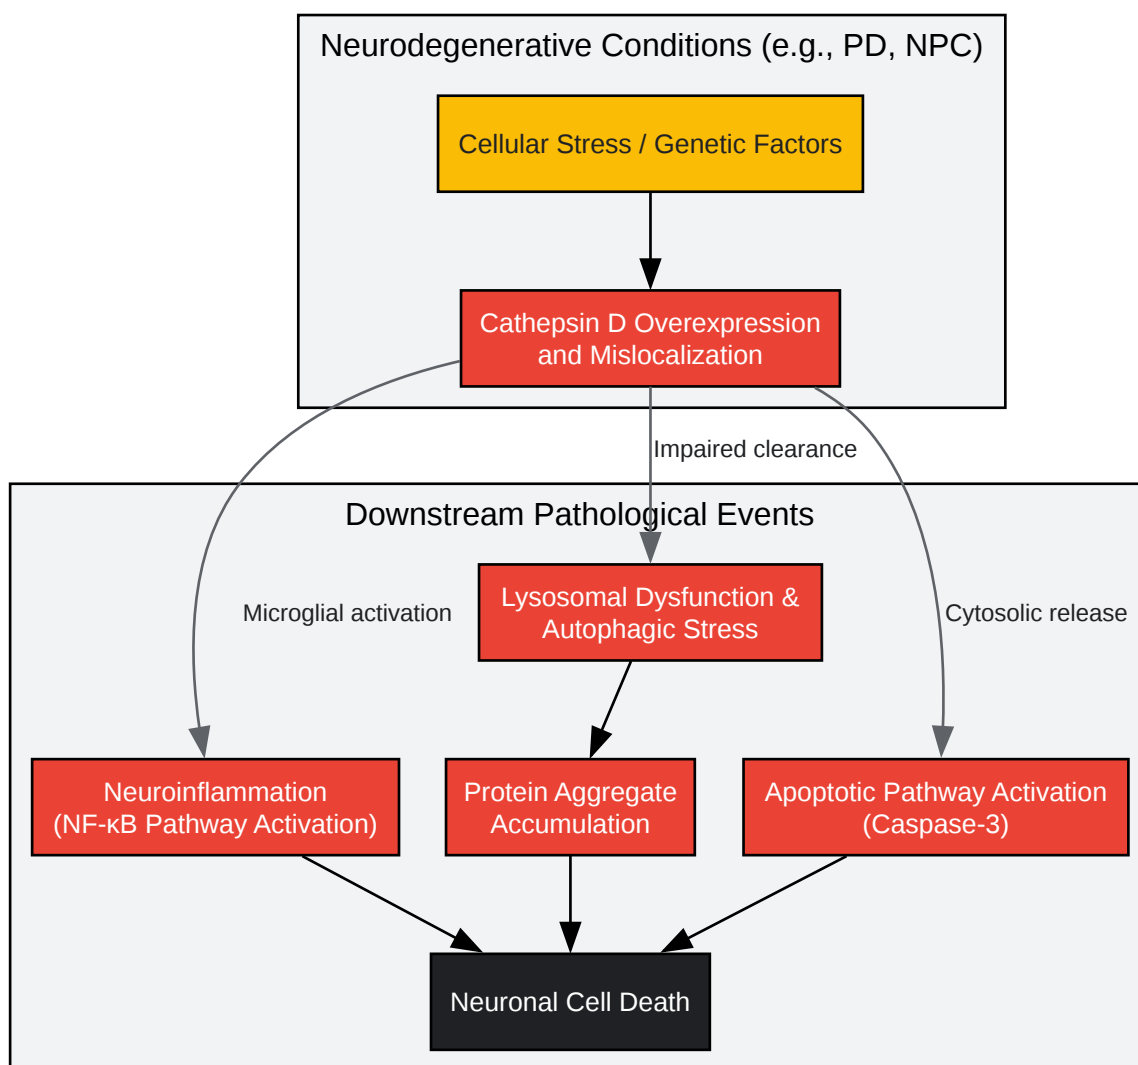 Neurodegenerative Conditions (e.g., PD, NPC)
Cellular Stress / Genetic Factors
Cathepsin D Overexpression
and Mislocalization
Impaired clearance
Downstream Pathological Events
Lysosomal Dysfunction &
Autophagic Stress
Microglial activation
Cytosolic release
Neuroinflammation
(NF-κB Pathway Activation)
Protein Aggregate
Accumulation
Apoptotic Pathway Activation
(Caspase-3)
Neuronal Cell Death